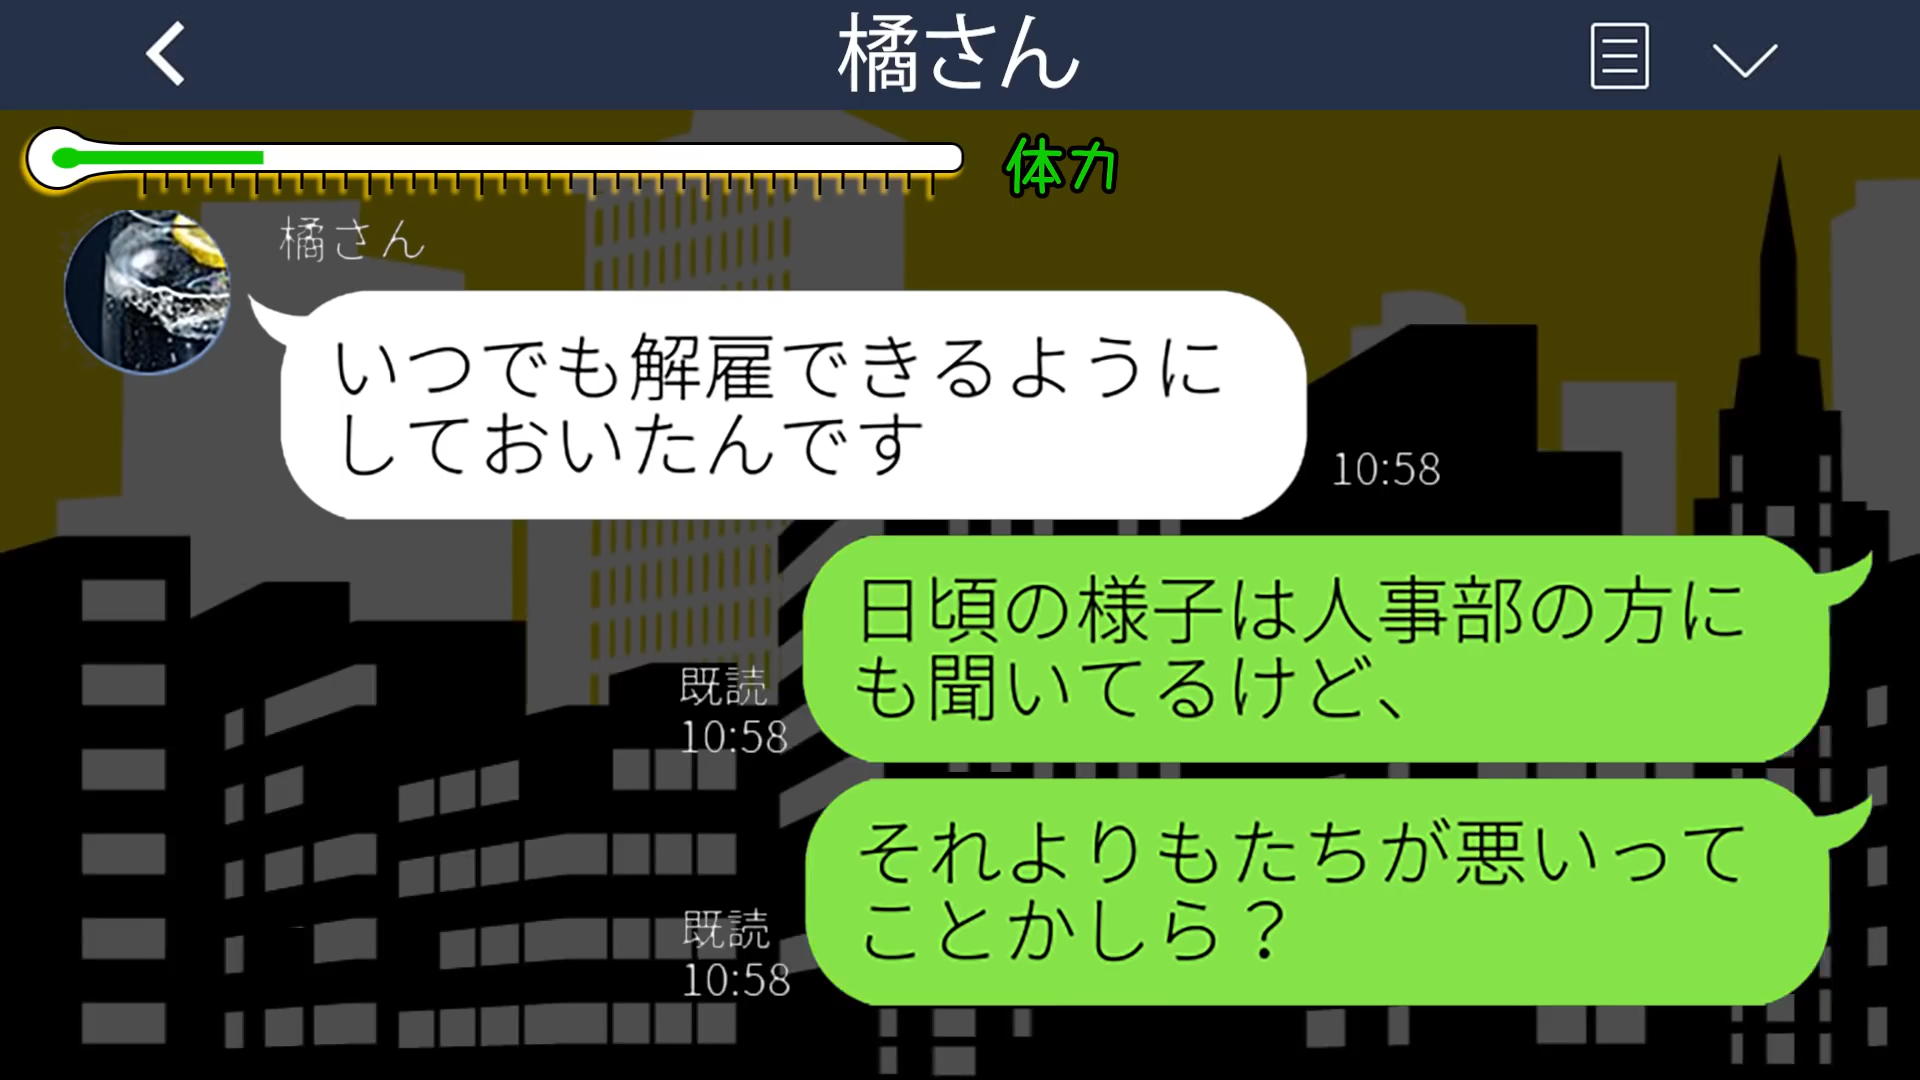 橘さん
体力
橘さん
いつでも解雇できるように
しておいたんです
10:58
日頃の様子は人事部の方に
も聞いてるけど、
既読
10:58
それよりもたちが悪いって
ことかしら？
既読
10:58